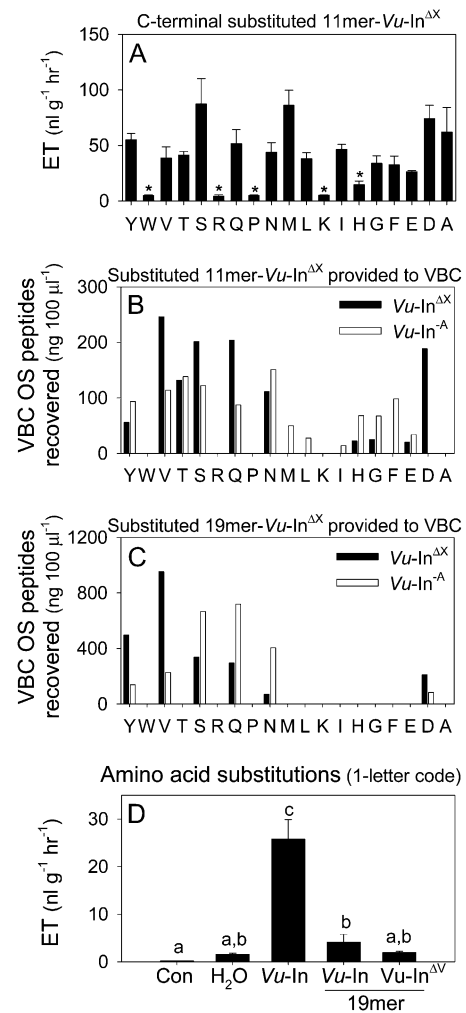 C-terminal substituted 11mer-Vu-In^ΔX
A
ET (nl g⁻¹ hr⁻¹)
150
100
50
0
* * * * *
Y W V T S R Q P N M L K I H G F E D A
Substituted 11mer-Vu-In^ΔX provided to VBC
B
VBC OS peptides
recovered (ng 100 µl⁻¹)
300
200
100
0
Vu-In^ΔX
Vu-In^-A
Y W V T S R Q P N M L K I H G F E D A
Substituted 19mer-Vu-In^ΔX provided to VBC
C
VBC OS peptides
recovered (ng 100 µl⁻¹)
1200
800
400
0
Vu-In^ΔX
Vu-In^-A
Y W V T S R Q P N M L K I H G F E D A
Amino acid substitutions (1-letter code)
D
ET (nl g⁻¹ hr⁻¹)
30
20
10
0
a a,b c b a,b
Con H₂O Vu-In Vu-In Vu-In^ΔV
19mer